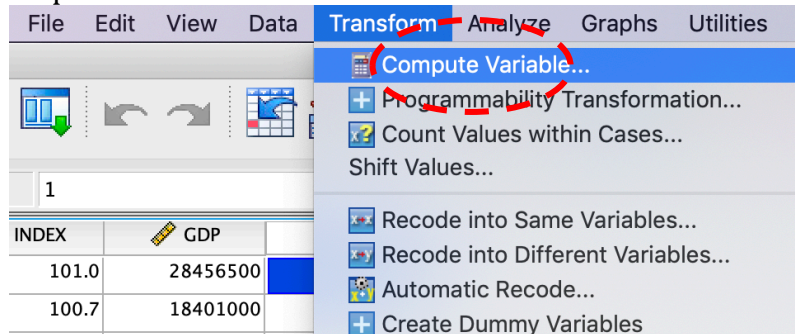 File Edit View Data Transform Analyze Graphs Utilities
Compute Variable...
Programmability Transformation...
Count Values within Cases...
Shift Values...
1
Recode into Same Variables...
INDEX GDP
Recode into Different Variables...
101.0 28456500
Automatic Recode...
100.7 18401000
Create Dummy Variables